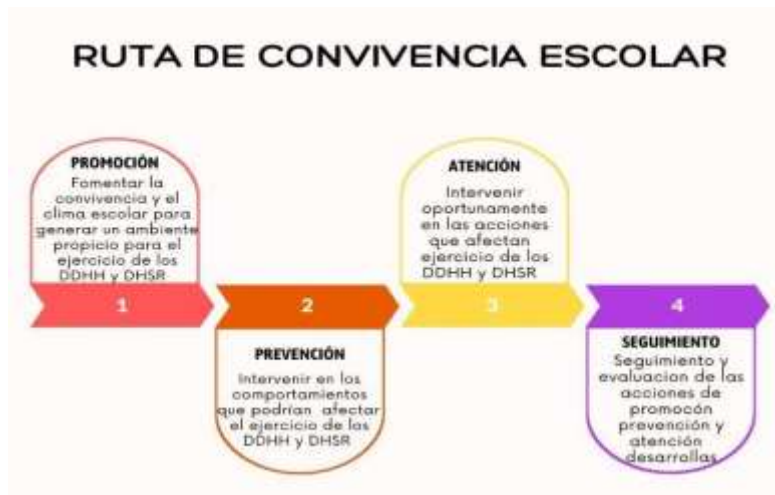 RUTA DE CONVIVENCIA ESCOLAR
PROMOCIÓN
Fomentar la
convivencia y el
clima escolar para
generar un ambiente
propicio para el
ejercicio de los
DDHH y DHSR
1
2
PREVENCIÓN
Intervenir en los
comportamientos
que podrían afectar
el ejercicio de los
DDHH y DHSR
ATENCIÓN
Intervenir
oportunamente
en las acciones
que afectan
ejercicio de los
DDHH y DHSR
3
4
SEGUIMIENTO
Seguimiento y
evaluacion de las
acciones de
promocón
prevención y
atención
desarrollas